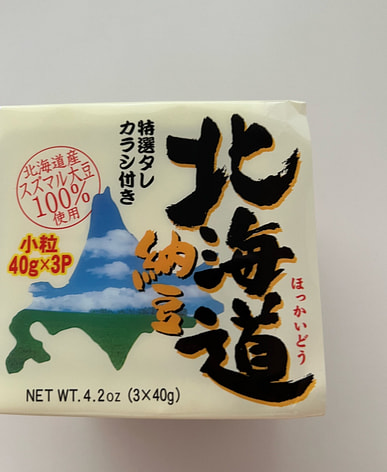 北海道
ほっかいどう
納豆
特選タレ
カラシ付き
北海道産
スズマル大豆
100%
使用
小粒
40g×3P
NET WT. 4.2oz (3×40g)